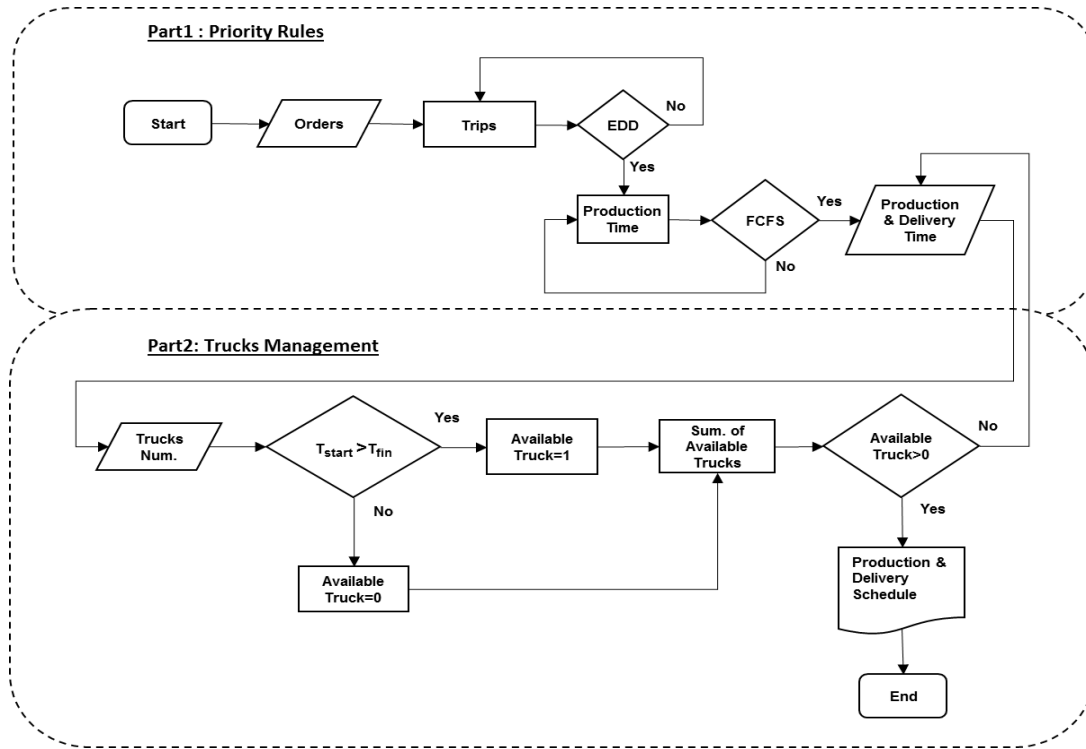 Part1 : Priority Rules
No
Start
Orders
Trips
EDD
Yes
Production
Time
FCFS
Yes
Production
& Delivery
Time
No
Part2: Trucks Management
Trucks
Num.
Tstart >Tfin
Yes
Available
Truck=1
Sum. of
Available
Trucks
Available
Truck>0
No
No
Yes
Available
Truck=0
Production &
Delivery
Schedule
End